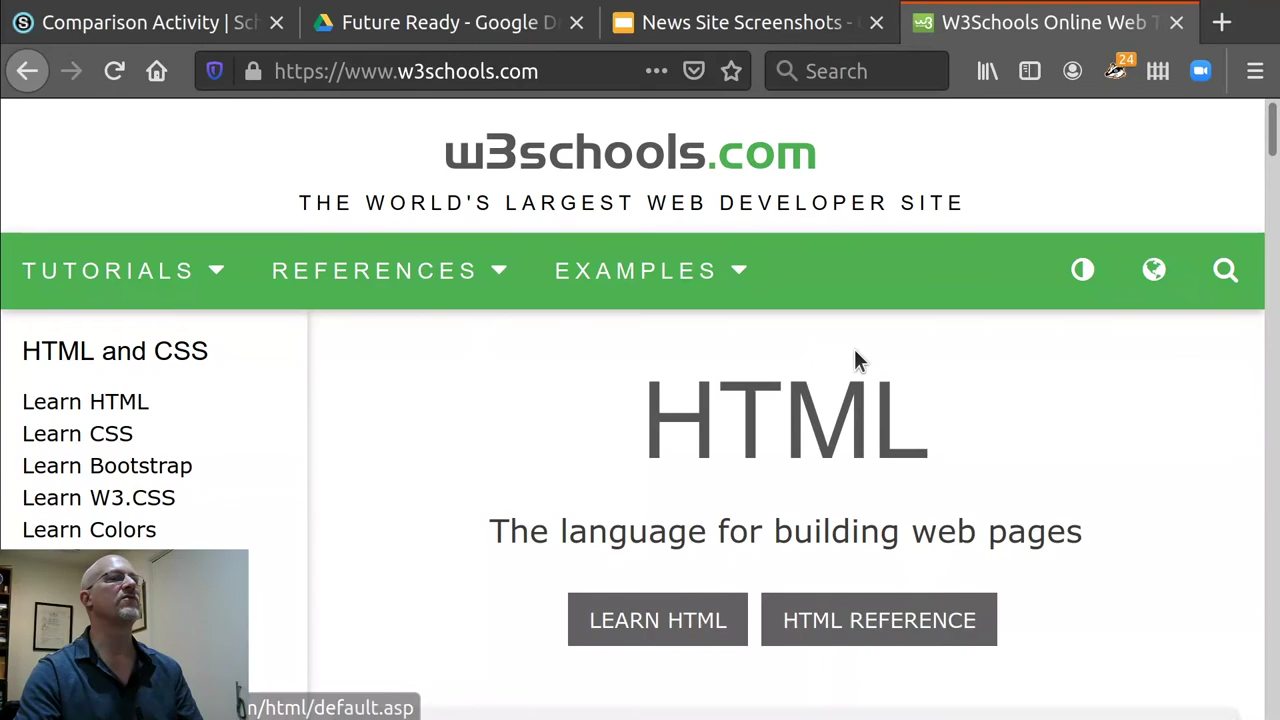 Comparison Activity | Sch
Future Ready - Google Dr
News Site Screenshots -
W3Schools Online Web T
https://www.w3schools.com
Search
24
w3schools.com
THE WORLD'S LARGEST WEB DEVELOPER SITE
TUTORIALS
REFERENCES
EXAMPLES
HTML and CSS
Learn HTML
Learn CSS
Learn Bootstrap
Learn W3.CSS
Learn Colors
HTML
The language for building web pages
LEARN HTML
HTML REFERENCE
n/html/default.asp